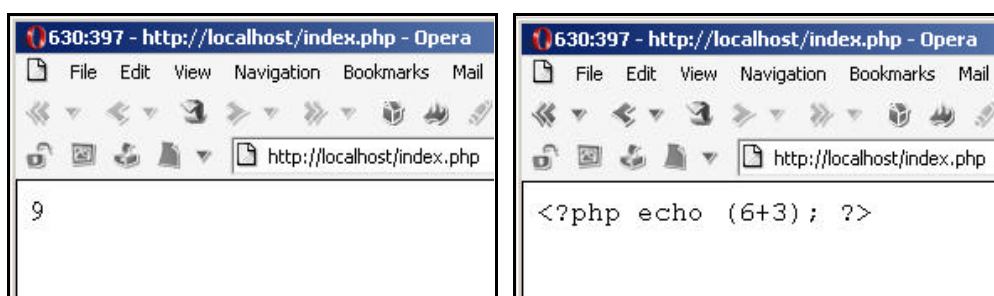 630:397 - http://localhost/index.php - Opera
File Edit View Navigation Bookmarks Mail
http://localhost/index.php
9
630:397 - http://localhost/index.php - Opera
File Edit View Navigation Bookmarks Mail
http://localhost/index.php
<?php echo (6+3); ?>